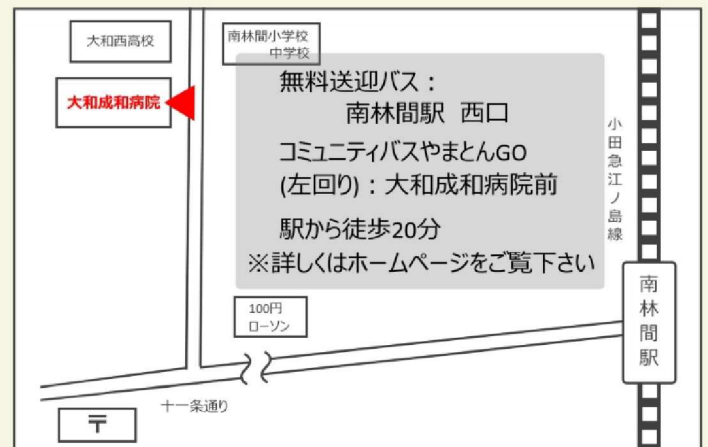 大和西高校
南林間小学校
中学校
大和成和病院
無料送迎バス：
南林間駅 西口
コミュニティバスやまとんGO
(左回り)：大和成和病院前
駅から徒歩20分
※詳しくはホームページをご覧下さい
小田急江ノ島線
南林間駅
100円
ローソン
十一条通り
〒